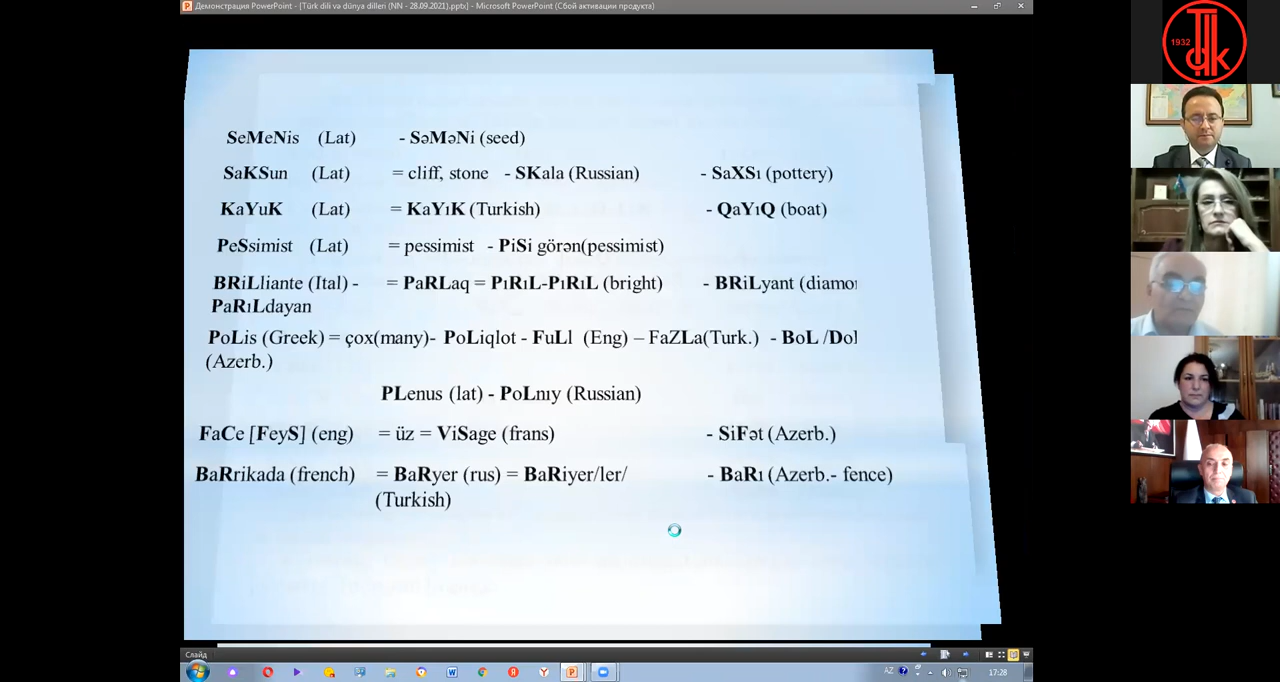 Демонстрация PowerPoint - [Türk dili və dünya dilleri (NN - 28.09.2021).pptx] - Microsoft PowerPoint (Сбой активации продукта)
1932
SeMeNis (Lat) - SəMəNi (seed)
SaKSun (Lat) = cliff, stone - SKala (Russian) - SaXSı (pottery)
KaYuK (Lat) = KaYıK (Turkish) - QaYıQ (boat)
PeSsimist (Lat) = pessimist - PiSi görən(pessimist)
BRiLliante (Ital) - = PaRLaq = PıRıL-PıRıL (bright) - BRiLyant (diamo
PaRıLdayan
PoLis (Greek) = çox(many)- PoLiqlot - FuLl (Eng) – FaZLa(Turk.) - BoL /Dol
(Azerb.)
PLenus (lat) - PoLnıy (Russian)
FaCe [FeyS] (eng) = üz = ViSage (frans) - SiFət (Azerb.)
BaRrikada (french) = BaRyer (rus) = BaRiyer/ler/ - BaRı (Azerb.- fence)
(Turkish)
Слайд
AZ
17:28